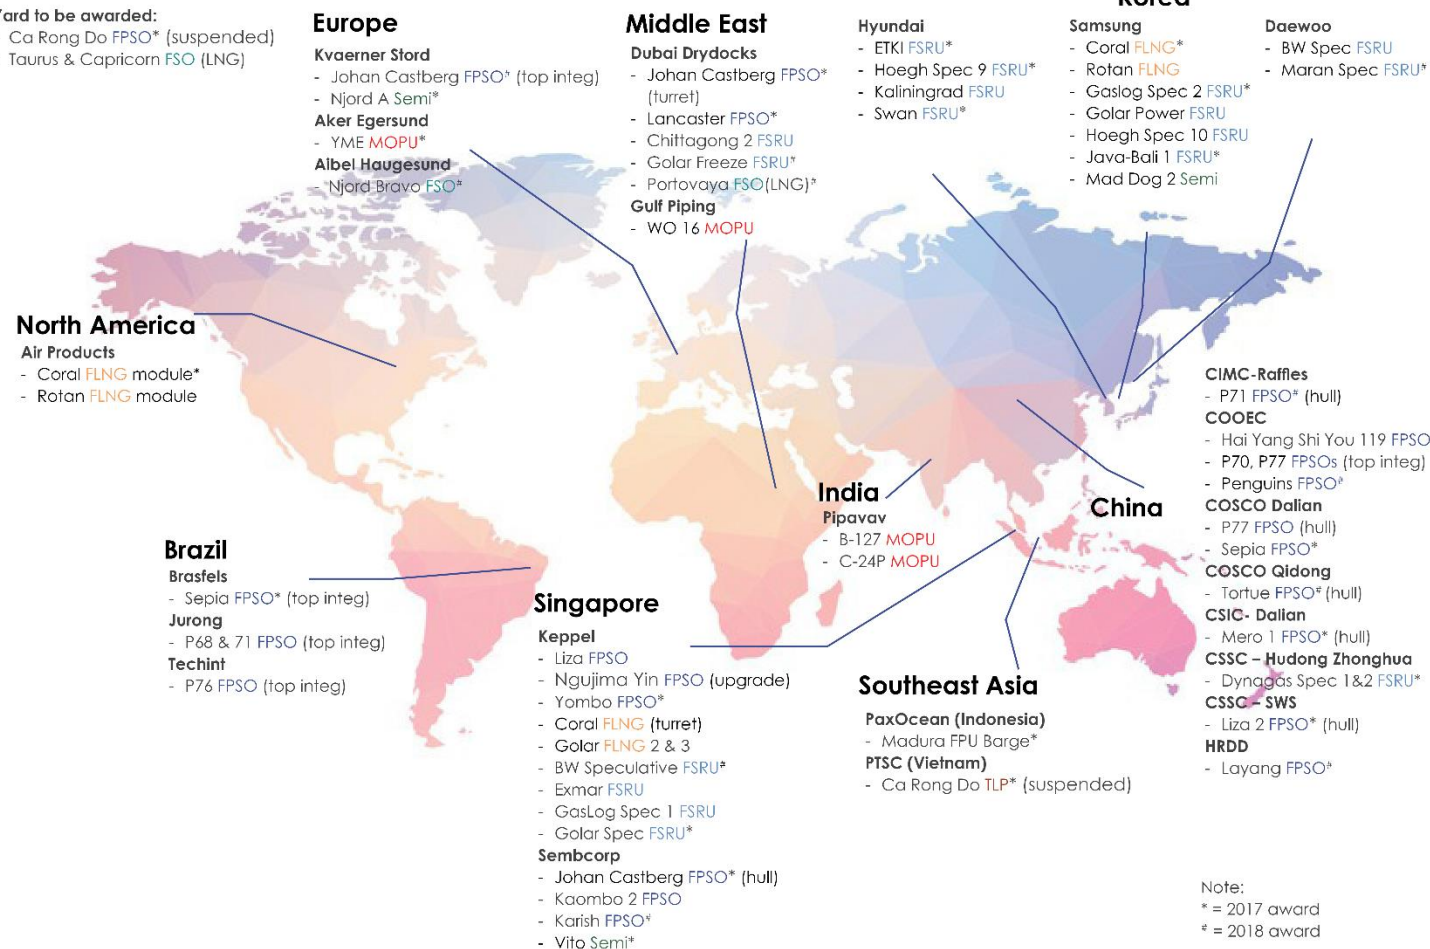 Yard to be awarded:
Ca Rong Do FPSO* (suspended)
Taurus & Capricorn FSO (LNG)
Europe
Kvaerner Stord
- Johan Castberg FPSO# (top integ)
- Njord A Semi*
Aker Egersund
- YME MOPU*
Aibel Haugesund
- Njord Bravo FSO#
Middle East
Dubai Drydocks
- Johan Castberg FPSO*
(turret)
- Lancaster FPSO*
- Chittagong 2 FSRU
- Golar Freeze FSRU#
- Portovaya FSO(LNG)#
Gulf Piping
- WO 16 MOPU
Korea
Hyundai
- ETKI FSRU*
- Hoegh Spec 9 FSRU*
- Kaliningrad FSRU
- Swan FSRU*
Samsung
- Coral FLNG*
- Rotan FLNG
- Gaslog Spec 2 FSRU*
- Golar Power FSRU
- Hoegh Spec 10 FSRU
- Java-Bali 1 FSRU*
- Mad Dog 2 Semi
Daewoo
- BW Spec FSRU
- Maran Spec FSRU#
North America
Air Products
- Coral FLNG module*
- Rotan FLNG module
Brazil
Brasfels
- Sepia FPSO* (top integ)
Jurong
- P68 & 71 FPSO (top integ)
Techint
- P76 FPSO (top integ)
Singapore
Keppel
- Liza FPSO
- Ngujima Yin FPSO (upgrade)
- Yombo FPSO*
- Coral FLNG (turret)
- Golar FLNG 2 & 3
- BW Speculative FSRU#
- Exmar FSRU
- GasLog Spec 1 FSRU
- Golar Spec FSRU*
Sembcorp
- Johan Castberg FPSO* (hull)
- Kaombo 2 FPSO
- Karish FPSO#
- Vito Semi*
India
Pipavav
- B-127 MOPU
- C-24P MOPU
Southeast Asia
PaxOcean (Indonesia)
- Madura FPU Barge*
PTSC (Vietnam)
- Ca Rong Do TLP* (suspended)
China
CIMC-Raffles
- P71 FPSO# (hull)
COOEC
- Hai Yang Shi You 119 FPSO
- P70, P77 FPSOs (top integ)
- Penguins FPSO#
COSCO Dalian
- P77 FPSO (hull)
- Sepia FPSO*
COSCO Qidong
- Tortue FPSO# (hull)
CSIC- Dalian
- Mero 1 FPSO* (hull)
CSSC – Hudong Zhonghua
- Dynagas Spec 1&2 FSRU*
CSSC – SWS
- Liza 2 FPSO* (hull)
HRDD
- Layang FPSO#
Note:
* = 2017 award
# = 2018 award